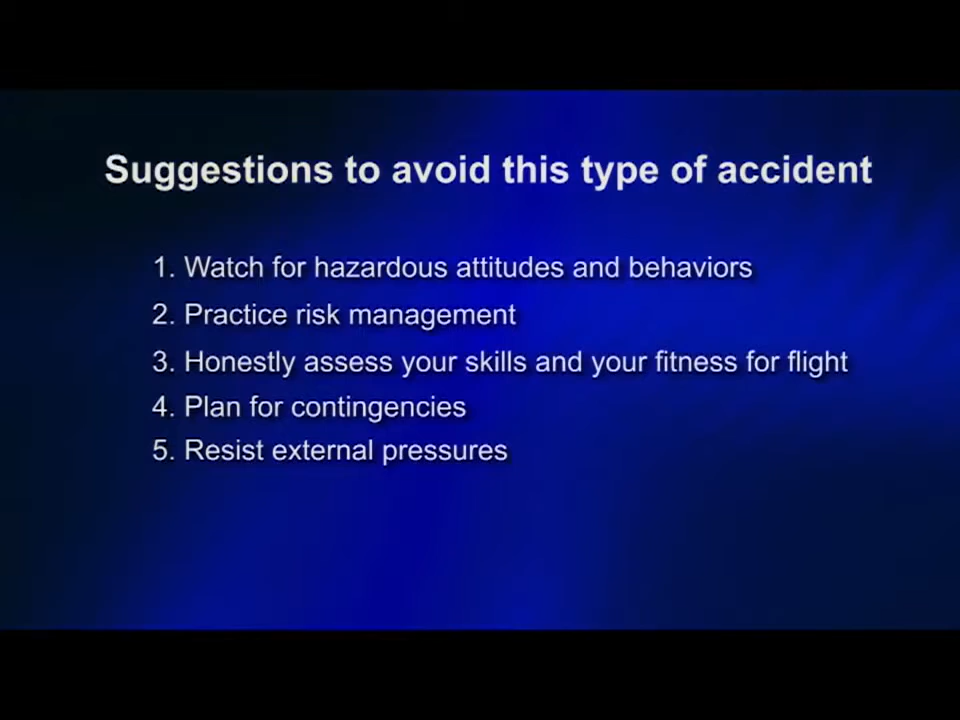 Suggestions to avoid this type of accident
1. Watch for hazardous attitudes and behaviors
2. Practice risk management
3. Honestly assess your skills and your fitness for flight
4. Plan for contingencies
5. Resist external pressures